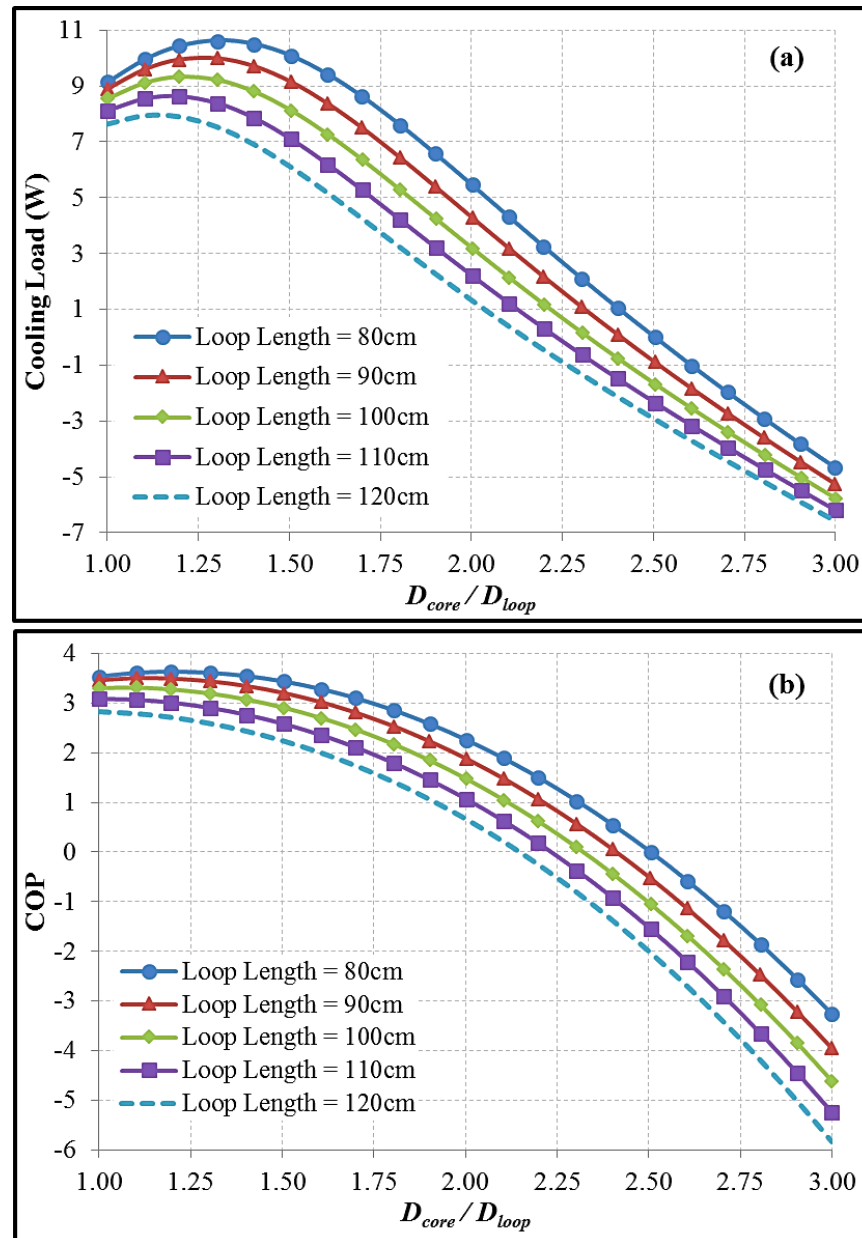 (a)
11
9
7
5
3
1
-1
-3
-5
-7
Cooling Load (W)
Loop Length = 80cm
Loop Length = 90cm
Loop Length = 100cm
Loop Length = 110cm
Loop Length = 120cm
1.00 1.25 1.50 1.75 2.00 2.25 2.50 2.75 3.00
D_core / D_loop
(b)
4
3
2
1
0
-1
-2
-3
-4
-5
-6
COP
Loop Length = 80cm
Loop Length = 90cm
Loop Length = 100cm
Loop Length = 110cm
Loop Length = 120cm
1.00 1.25 1.50 1.75 2.00 2.25 2.50 2.75 3.00
D_core / D_loop